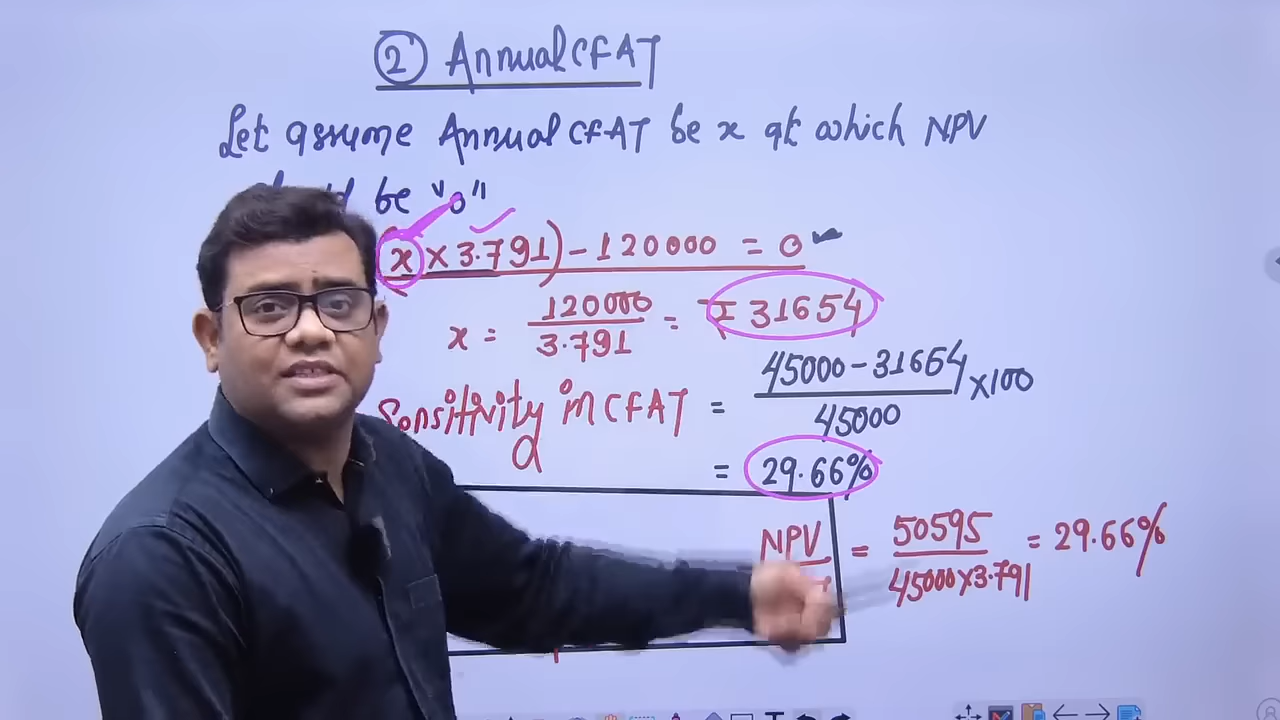 ② Annual CFAT
Let assume Annual CFAT be x at which NPV
be "0"
(x × 3.791) - 120000 = 0
x = 120000 / 3.791 = ₹ 31654
Sensitivity in CFAT = 45000 - 31654 / 45000 × 100
= 29.66%
NPV = 50595 / 45000 × 3.791 = 29.66%